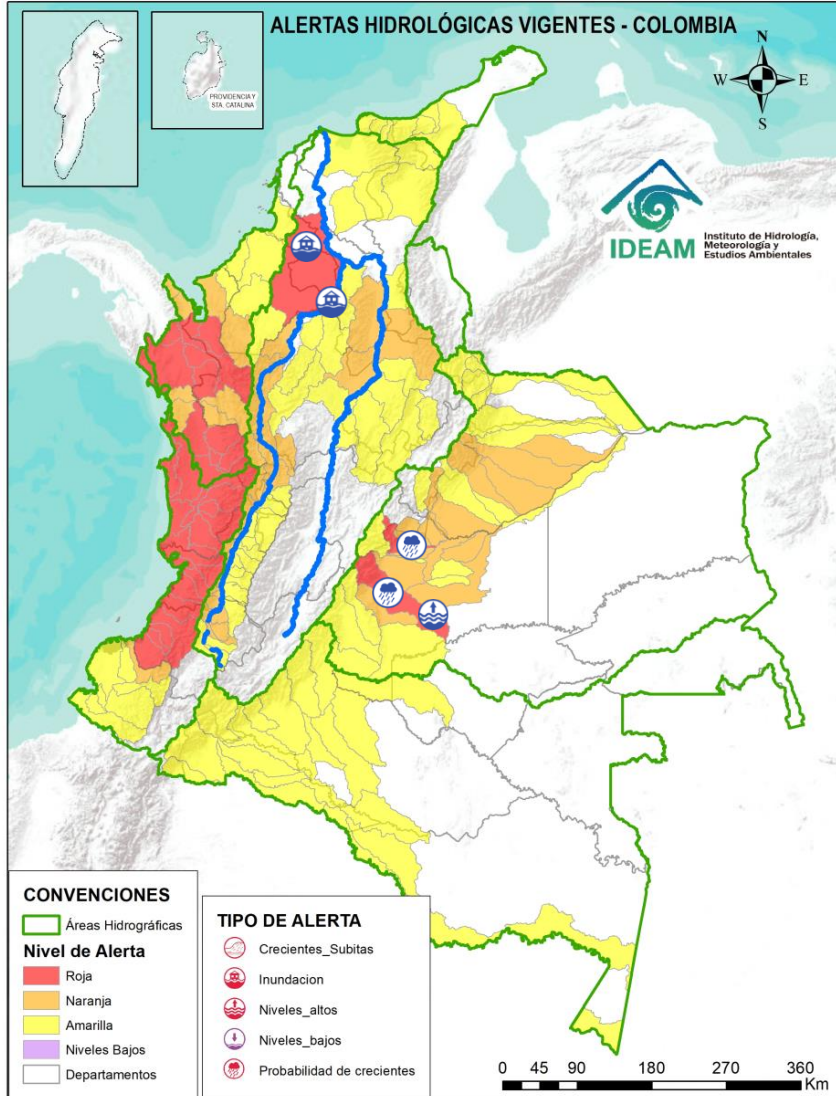 ALERTAS HIDROLÓGICAS VIGENTES - COLOMBIA
PROVIDENCIA Y
STA. CATALINA
N
W
E
S
IDEAM
Instituto de Hidrología,
Meteorología y
Estudios Ambientales
CONVENCIONES
Áreas Hidrográficas
Nivel de Alerta
Roja
Naranja
Amarilla
Niveles Bajos
Departamentos
TIPO DE ALERTA
Crecientes_Subitas
Inundacion
Niveles_altos
Niveles_bajos
Probabilidad de crecientes
0 45 90 180 270 360
Km